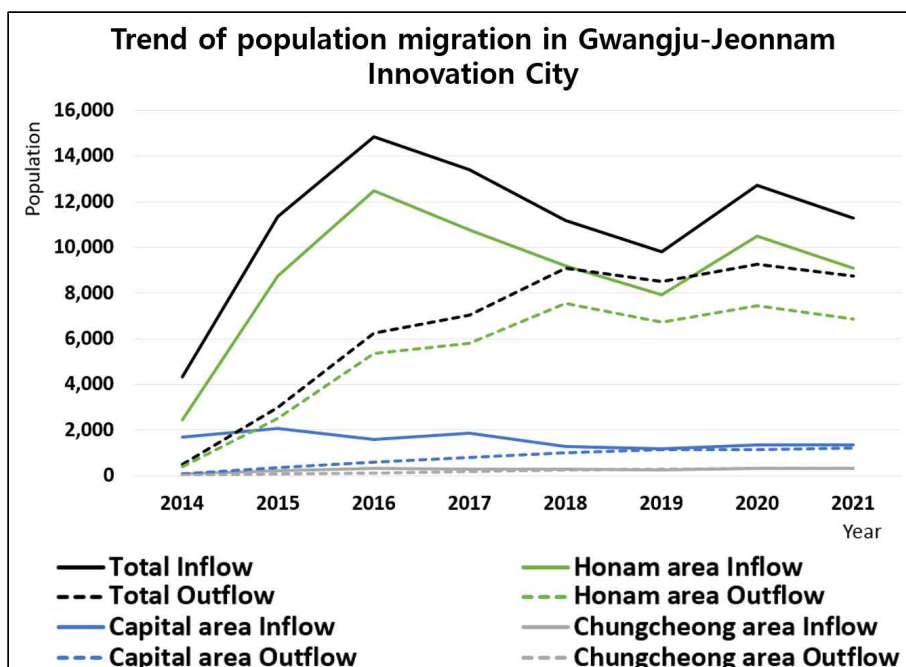 Trend of population migration in Gwangju-Jeonnam
Innovation City
Population
16,000
14,000
12,000
10,000
8,000
6,000
4,000
2,000
0
2014 2015 2016 2017 2018 2019 2020 2021
Year
Total Inflow Honam area Inflow
Total Outflow Honam area Outflow
Capital area Inflow Chungcheong area Inflow
Capital area Outflow Chungcheong area Outflow